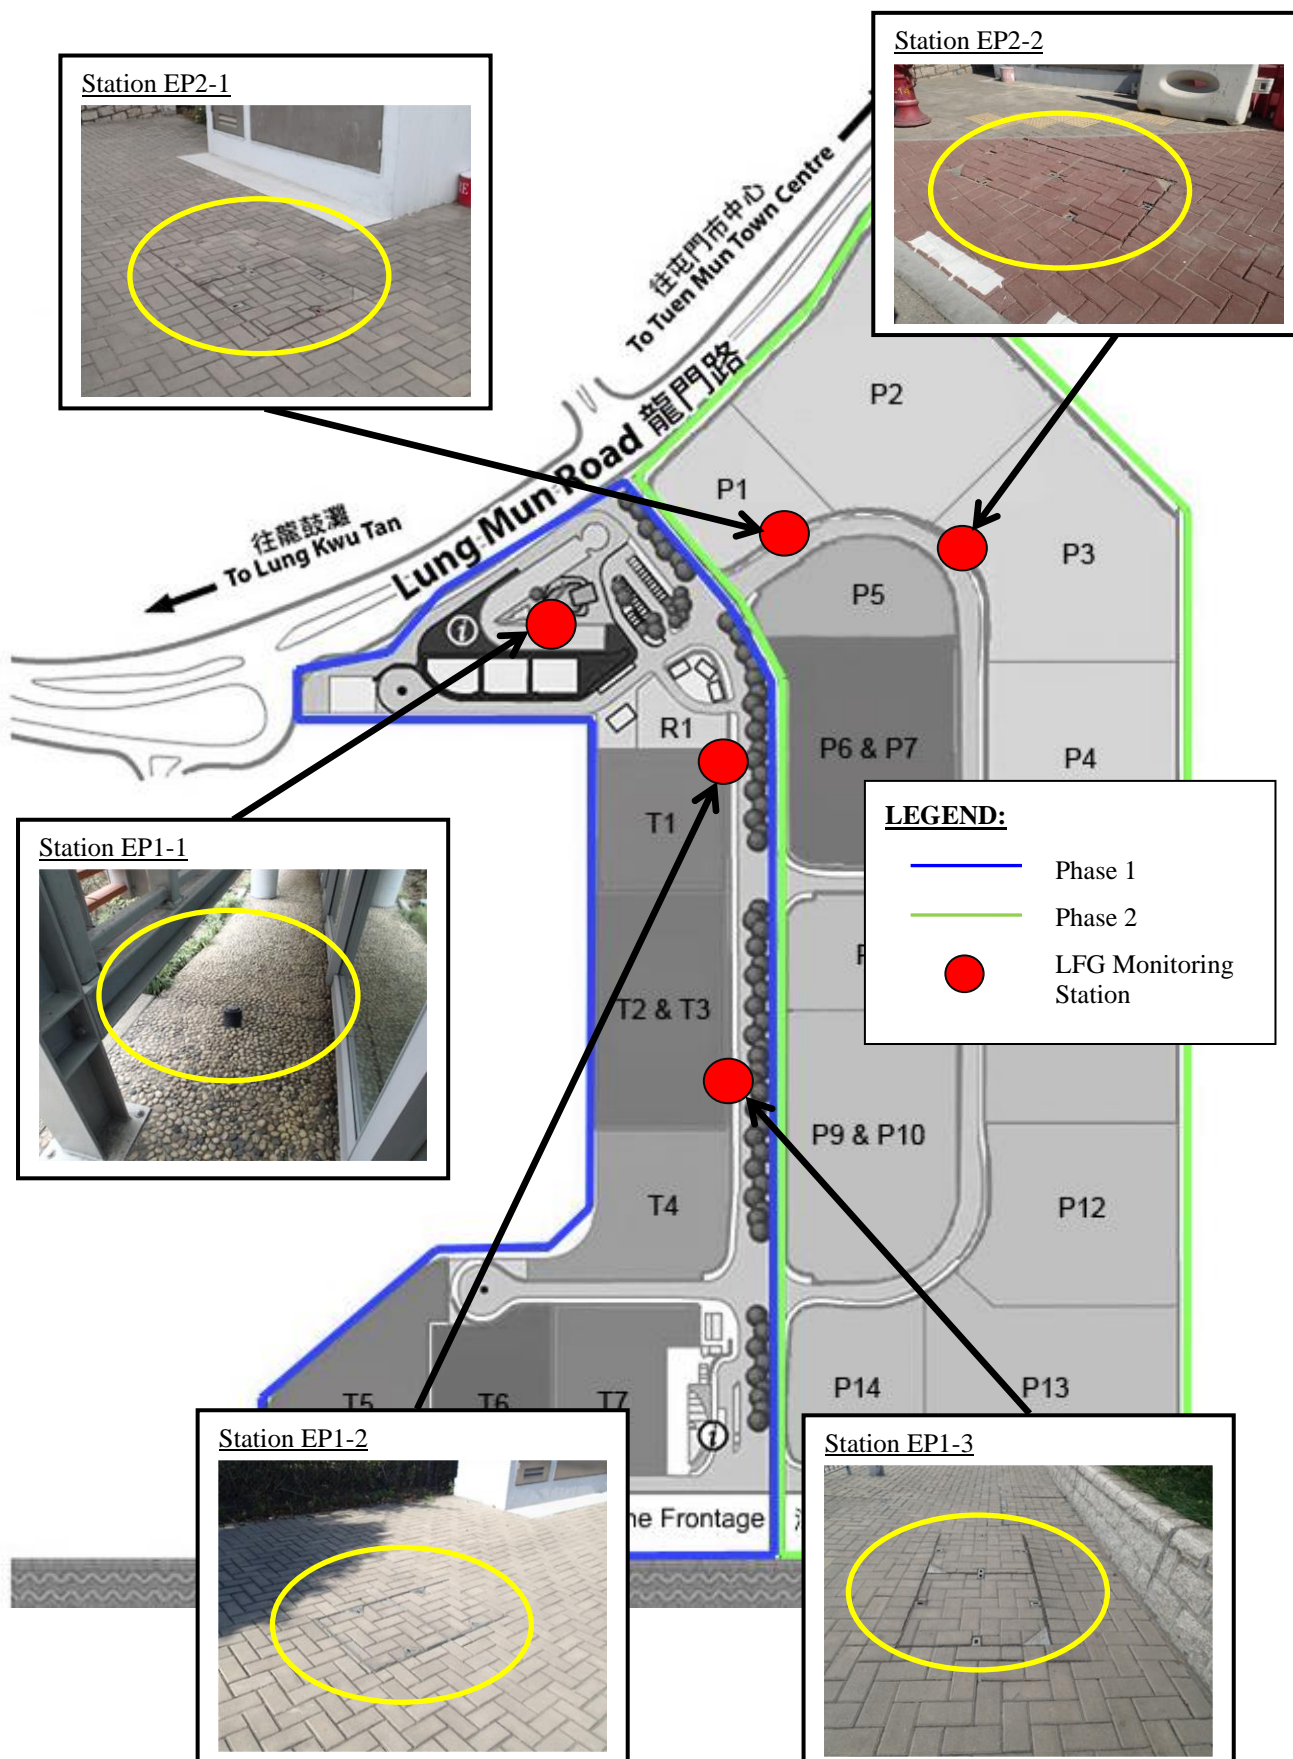 Station EP2-1
Station EP2-2
往屯門市中心
To Tuen Mun Town Centre
Lung Mun Road 龍門路
往龍鼓灘
To Lung Kwu Tan
P2
P1
P3
P5
R1
P6 & P7
P4
T1
Station EP1-1
LEGEND:
Phase 1
Phase 2
LFG Monitoring
Station
T2 & T3
P9 & P10
T4
P12
P14
P13
T5
T6
T7
Station EP1-2
Station EP1-3
ne Frontage